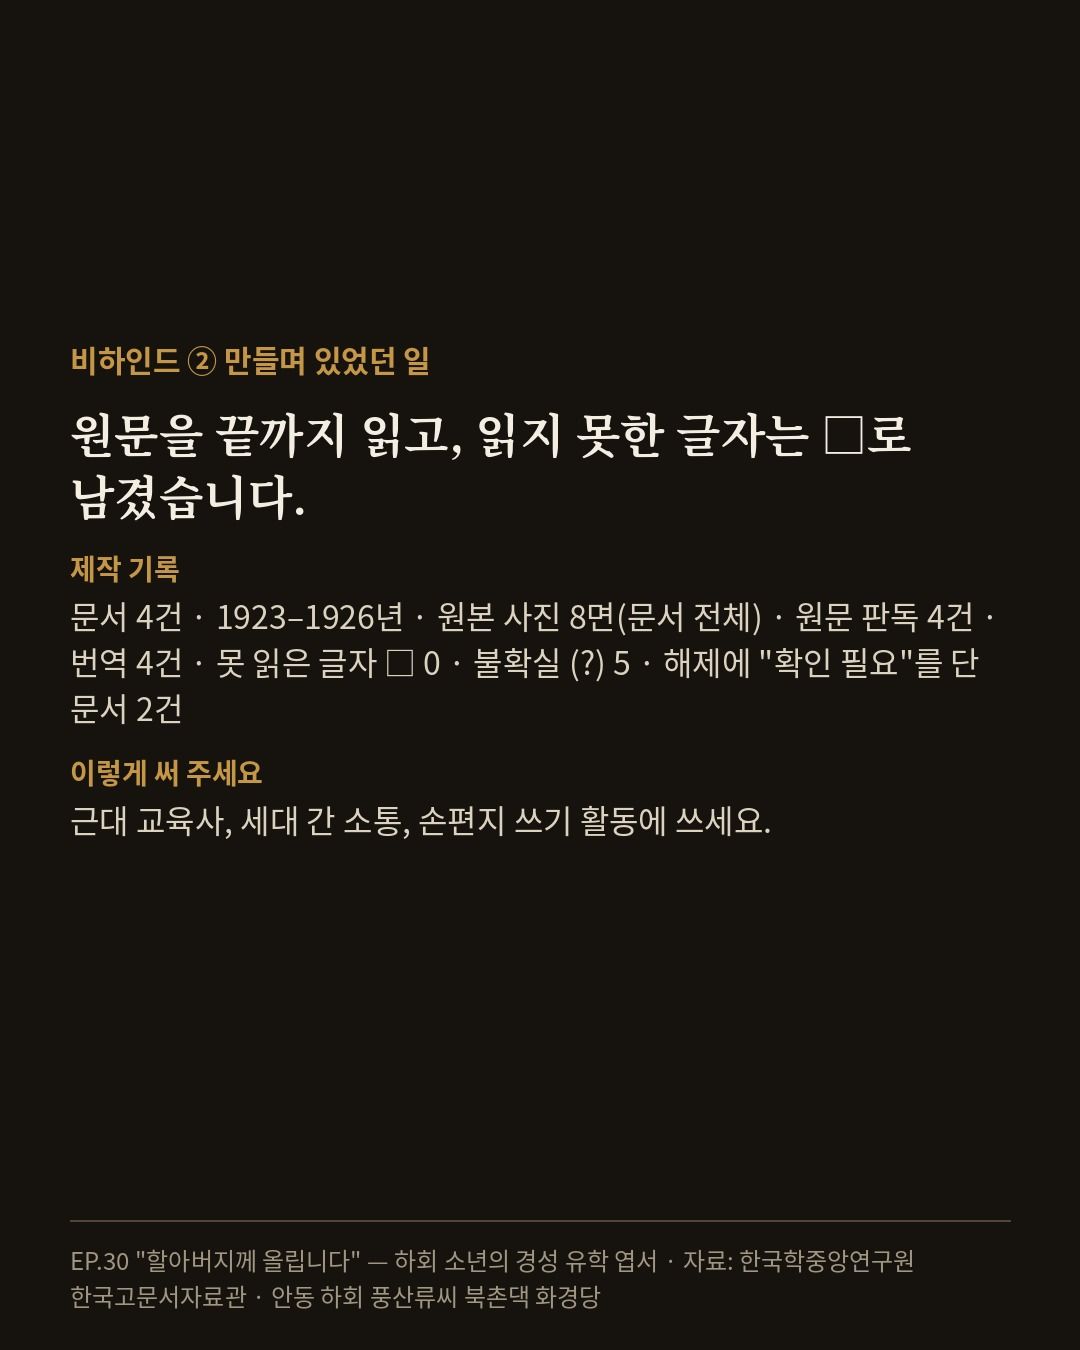 비하인드 ② 만들며 있었던 일
원문을 끝까지 읽고, 읽지 못한 글자는 □로
남겼습니다.
제작 기록
문서 4건 · 1923–1926년 · 원본 사진 8면(문서 전체) · 원문 판독 4건 ·
번역 4건 · 못 읽은 글자 □ 0 · 불확실 (?) 5 · 해제에 "확인 필요"를 단
문서 2건
이렇게 써 주세요
근대 교육사, 세대 간 소통, 손편지 쓰기 활동에 쓰세요.
EP.30 "할아버지께 올립니다" — 하회 소년의 경성 유학 엽서 · 자료: 한국학중앙연구원
한국고문서자료관 · 안동 하회 풍산류씨 북촌댁 화경당